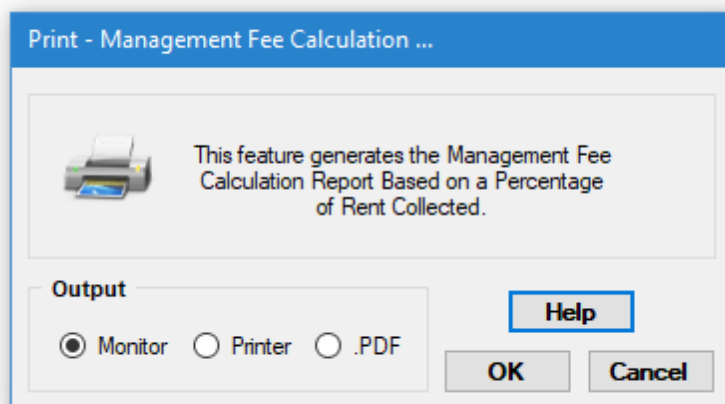 Print - Management Fee Calculation ...
This feature generates the Management Fee
Calculation Report Based on a Percentage
of Rent Collected.
Output
Monitor Printer .PDF
Help
OK Cancel